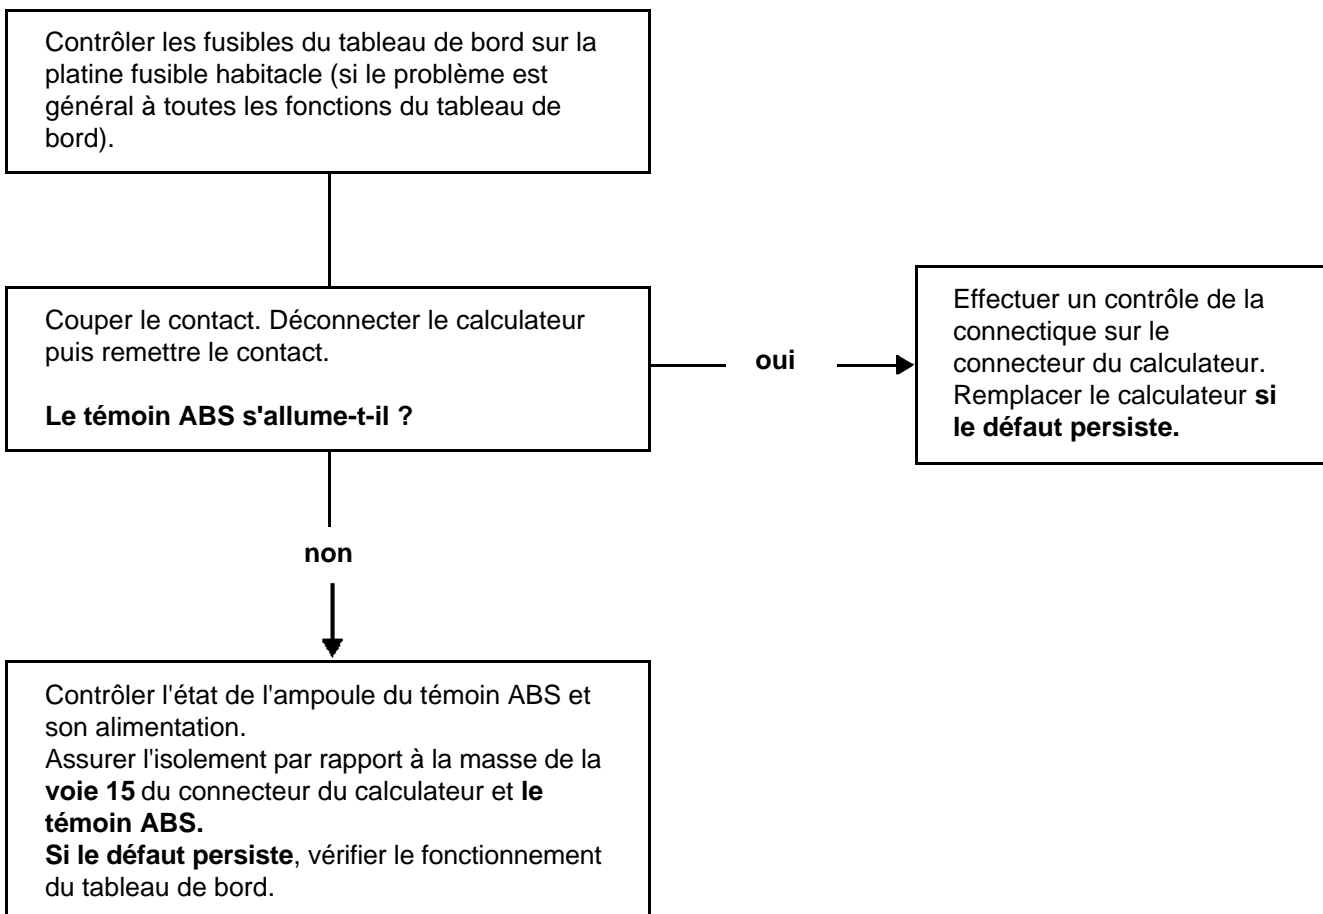 Contrôler les fusibles du tableau de bord sur la
platine fusible habitacle (si le problème est
général à toutes les fonctions du tableau de
bord).
Couper le contact. Déconnecter le calculateur
puis remettre le contact.
Le témoin ABS s'allume-t-il ?
oui
Effectuer un contrôle de la
connectique sur le
connecteur du calculateur.
Remplacer le calculateur si
le défaut persiste.
non
Contrôler l'état de l'ampoule du témoin ABS et
son alimentation.
Assurer l'isolement par rapport à la masse de la
voie 15 du connecteur du calculateur et le
témoin ABS.
Si le défaut persiste, vérifier le fonctionnement
du tableau de bord.